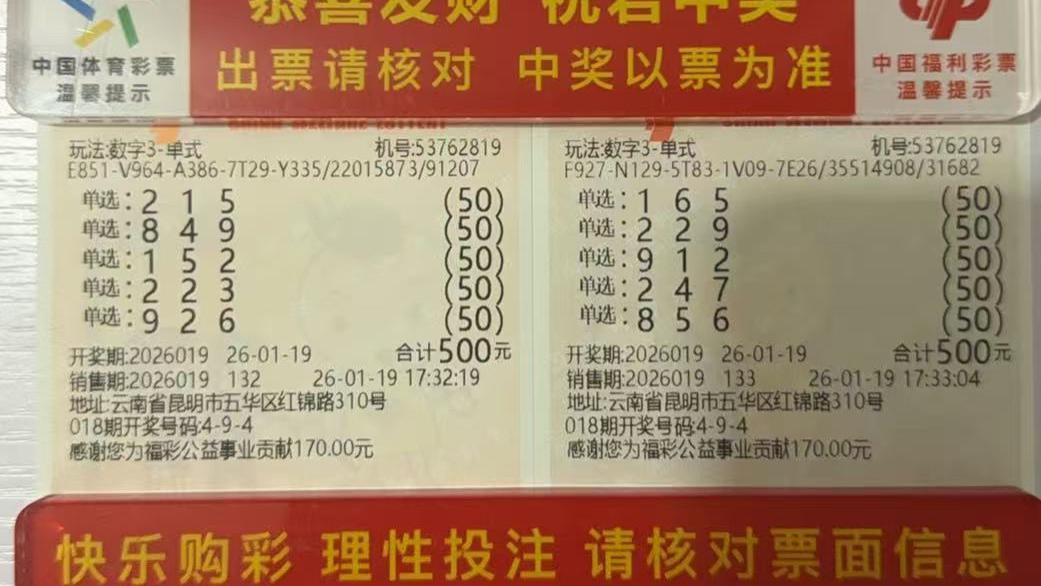 恭喜发财 祝君中奖
出票请核对 中奖以票为准
中国体育彩票
温馨提示
中国福利彩票
温馨提示
玩法:数字3-单式 机号:53762819
E851-V964-A386-7T29-Y335/22015873/91207
单选:2 1 5 (50)
单选:8 4 9 (50)
单选:1 5 2 (50)
单选:2 2 3 (50)
单选:9 2 6 (50)
开奖期:2026019 26-01-19 合计500元
销售期:2026019 132 26-01-19 17:32:19
地址:云南省昆明市五华区红锦路310号
018期开奖号码:4-9-4
感谢您为福彩公益事业贡献170.00元
玩法:数字3-单式 机号:53762819
F927-N129-5T83-1V09-7E26/35514908/31682
单选:1 6 5 (50)
单选:2 2 9 (50)
单选:9 1 2 (50)
单选:2 4 7 (50)
单选:8 5 6 (50)
开奖期:2026019 26-01-19 合计500元
销售期:2026019 133 26-01-19 17:33:04
地址:云南省昆明市五华区红锦路310号
018期开奖号码:4-9-4
感谢您为福彩公益事业贡献170.00元
快乐购彩 理性投注 请核对票面信息